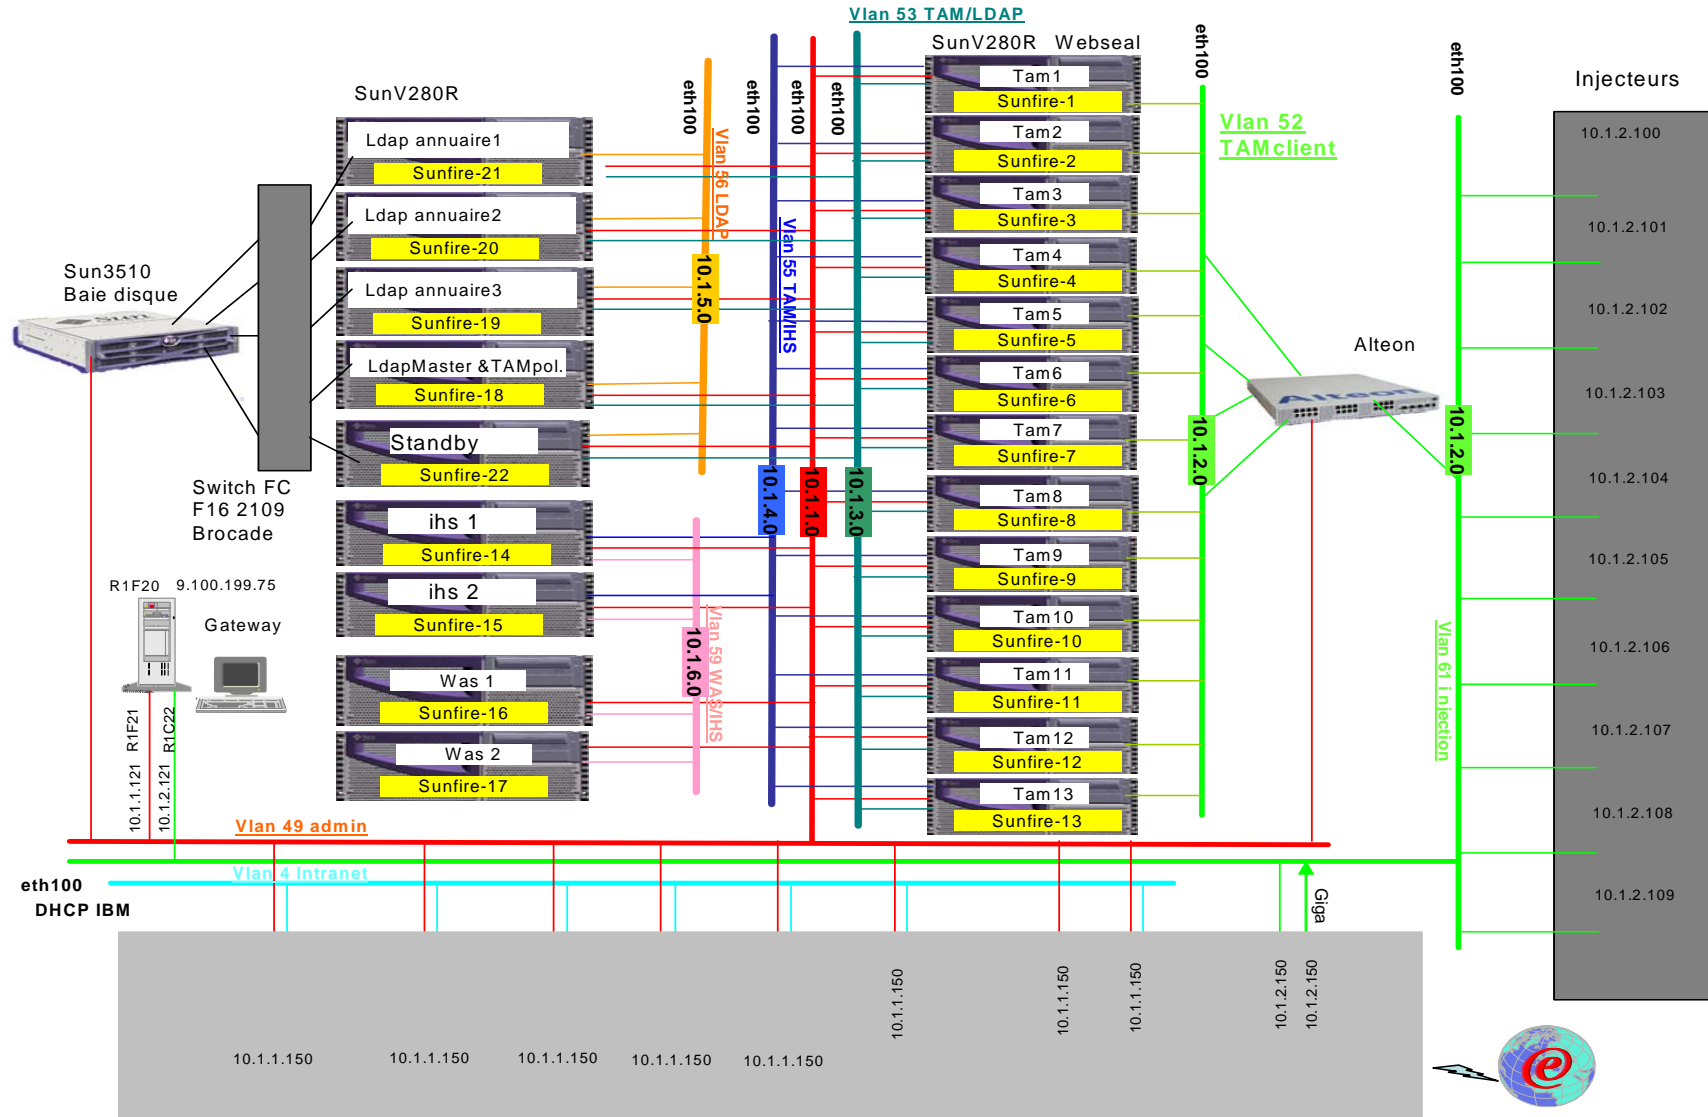 Vlan 53 TAM/LDAP
SunV280R Webseal
eth100
eth100
Injecteurs
SunV280R
eth100
eth100
eth100
eth100
Ldap annuaire1
Sunfire-21
Ldap annuaire2
Sunfire-20
Ldap annuaire3
Sunfire-19
LdapMaster &TAMpol.
Sunfire-18
Standby
Sunfire-22
ihs 1
Sunfire-14
ihs 2
Sunfire-15
Was 1
Sunfire-16
Was 2
Sunfire-17
Sun3510
Baie disque
Switch FC
F16 2109
Brocade
R1F20 9.100.199.75
Gateway
10.1.1.121 R1F21
10.1.2.121 R1C22
Vlan 56 LDAP
10.1.5.0
Vlan 55 TAM/IHS
10.1.4.0
10.1.1.0
10.1.3.0
Vlan 59 WAS/IHS
10.1.6.0
Tam1
Sunfire-1
Tam2
Sunfire-2
Tam3
Sunfire-3
Tam4
Sunfire-4
Tam5
Sunfire-5
Tam6
Sunfire-6
Tam7
Sunfire-7
Tam8
Sunfire-8
Tam9
Sunfire-9
Tam10
Sunfire-10
Tam11
Sunfire-11
Tam12
Sunfire-12
Tam13
Sunfire-13
Vlan 52
TAMclient
10.1.2.0
Alteon
Alteon
10.1.2.0
Vlan 61 injection
10.1.2.100
10.1.2.101
10.1.2.102
10.1.2.103
10.1.2.104
10.1.2.105
10.1.2.106
10.1.2.107
10.1.2.108
10.1.2.109
Vlan 49 admin
Vlan 4 Intranet
eth100
DHCP IBM
Giga
10.1.1.150
10.1.1.150
10.1.1.150
10.1.1.150
10.1.1.150
10.1.1.150
10.1.1.150
10.1.1.150
10.1.2.150
10.1.2.150
e